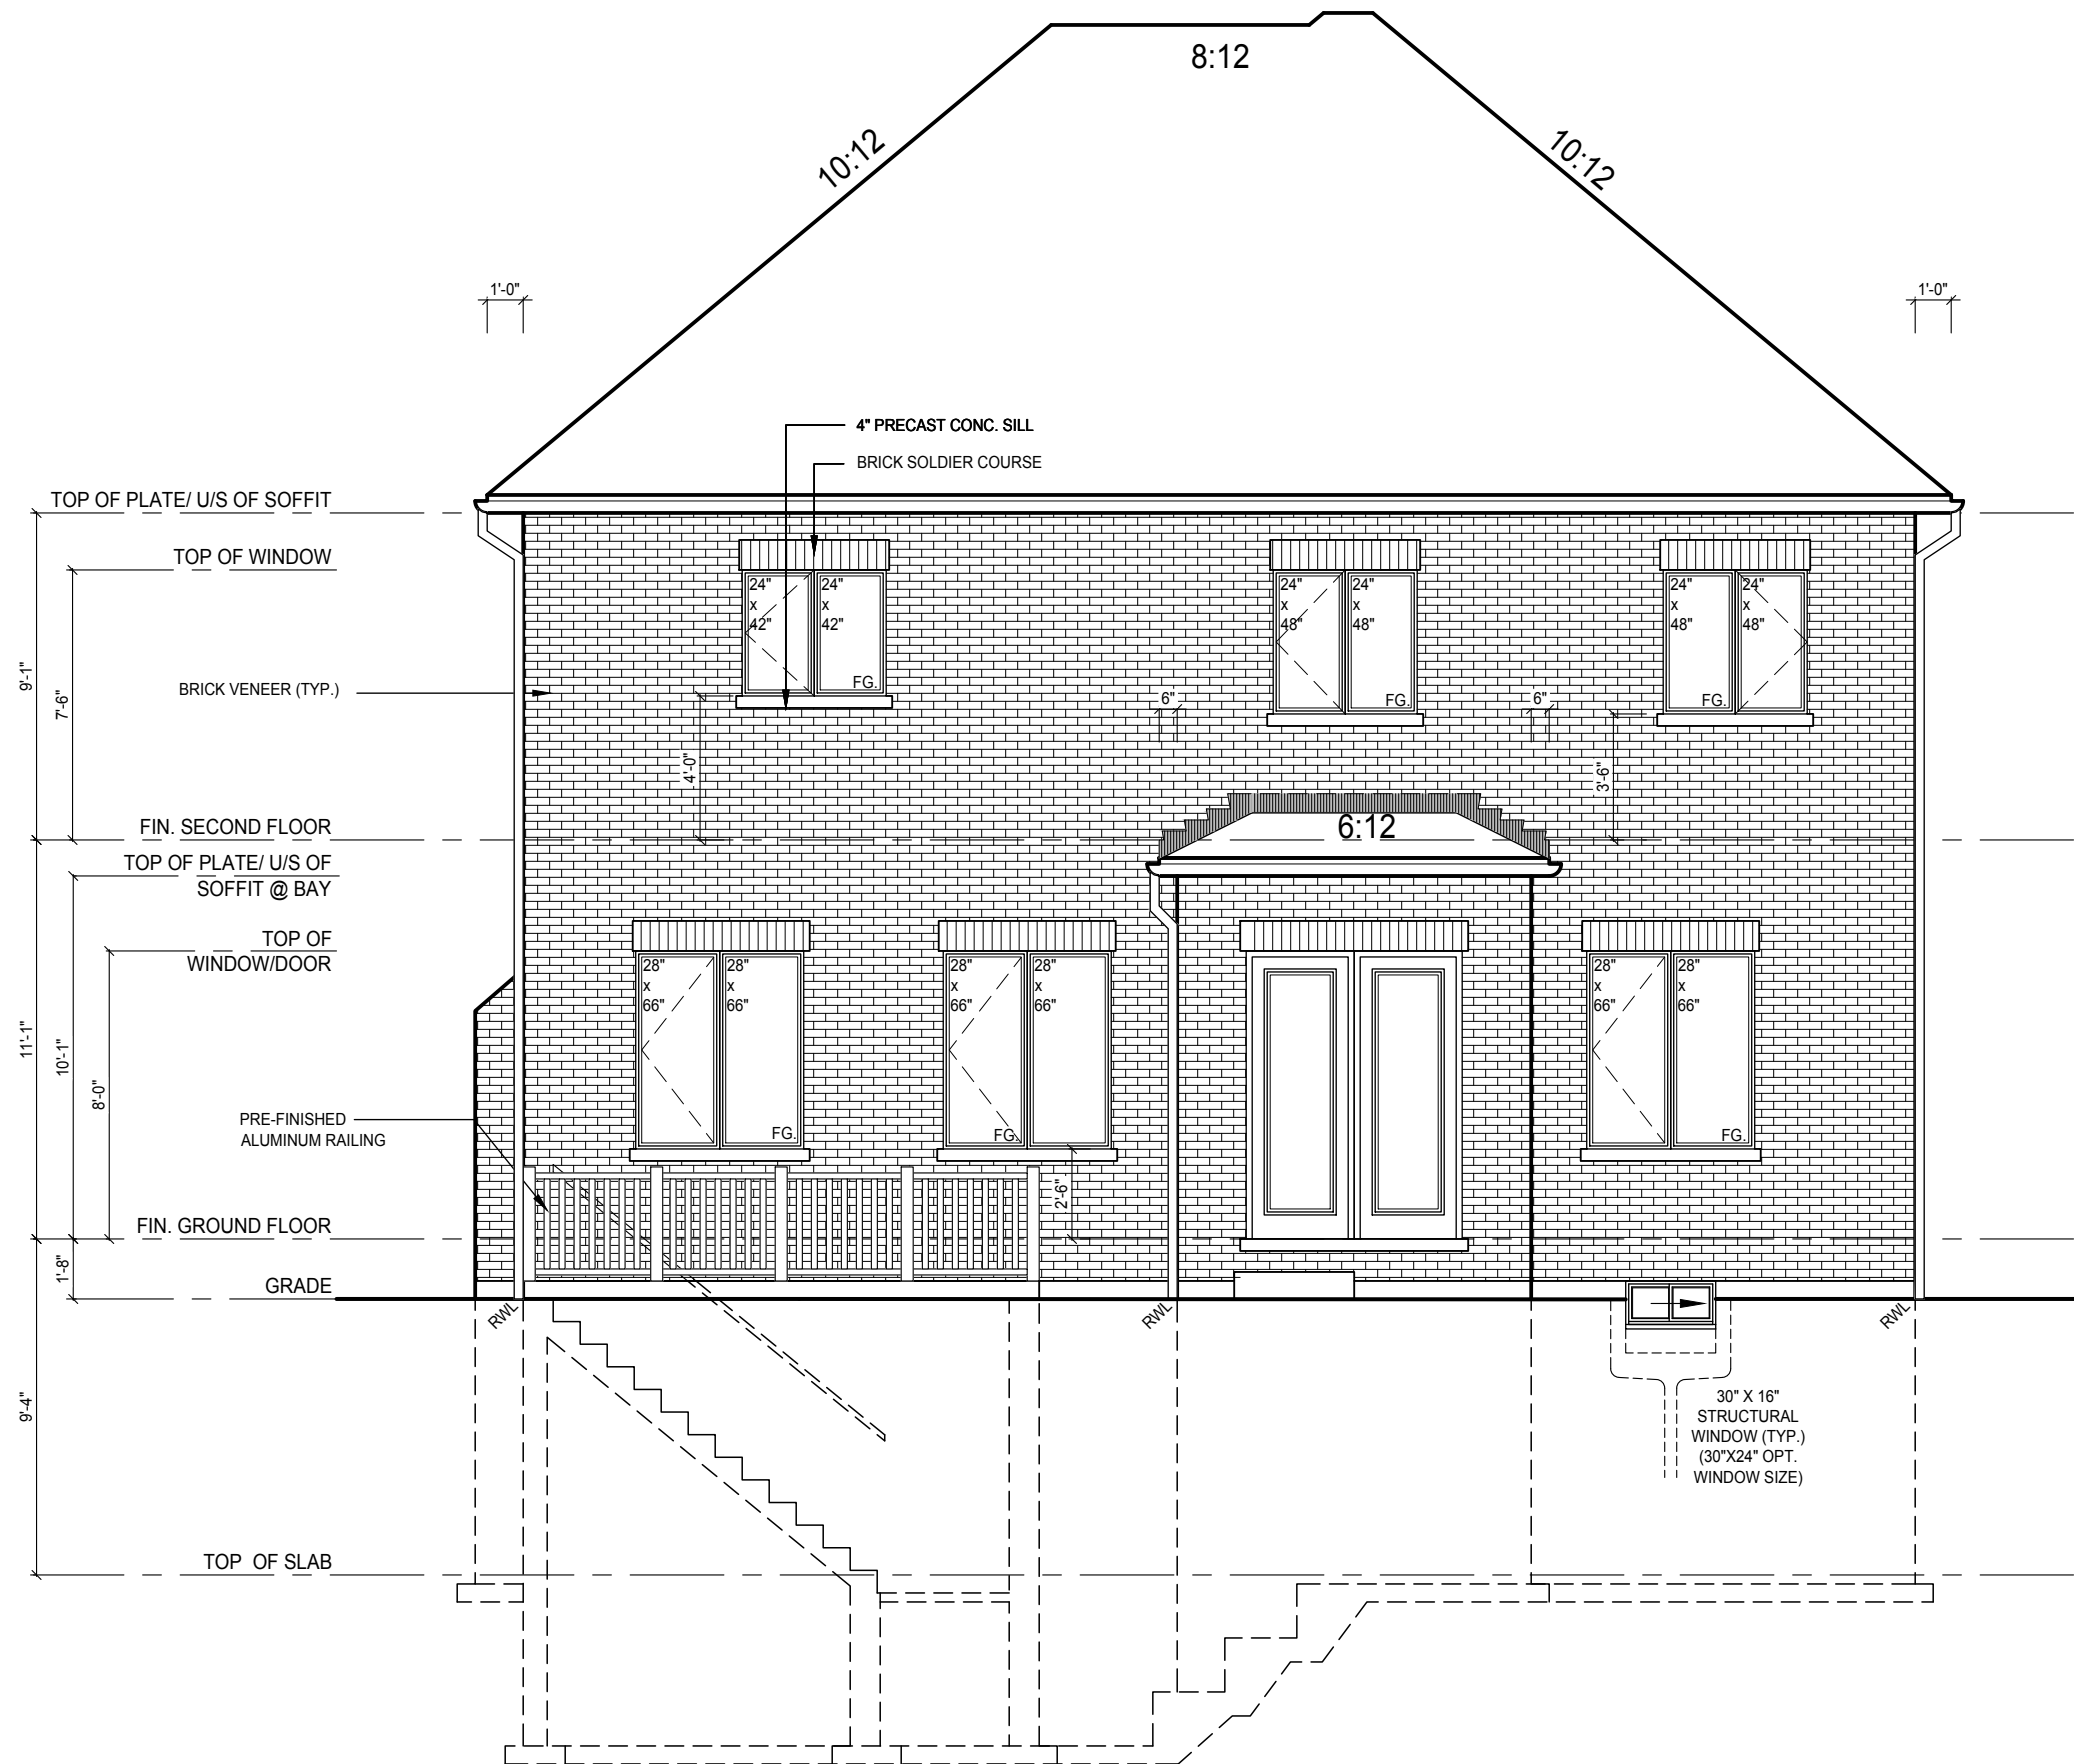 8:12
10:12
10:12
1'-0"
1'-0"
4" PRECAST CONC. SILL
BRICK SOLDIER COURSE
TOP OF PLATE/ U/S OF SOFFIT
TOP OF WINDOW
24"
x
42"
24"
x
42"
FG.
24"
x
48"
24"
x
48"
FG.
24"
x
48"
24"
x
48"
FG.
9'-1"
7'-6"
BRICK VENEER (TYP.)
6"
6"
4'-0"
3'-6"
FIN. SECOND FLOOR
6:12
TOP OF PLATE/ U/S OF
SOFFIT @ BAY
TOP OF
WINDOW/DOOR
28"
x
66"
28"
x
66"
FG.
28"
x
66"
28"
x
66"
FG.
28"
x
66"
28"
x
66"
FG.
11'-1"
10'-1"
8'-0"
PRE-FINISHED
ALUMINUM RAILING
2'-6"
FIN. GROUND FLOOR
1'-8"
GRADE
RWL
RWL
RWL
9'-4"
30" X 16"
STRUCTURAL
WINDOW (TYP.)
(30"X24" OPT.
WINDOW SIZE)
TOP OF SLAB